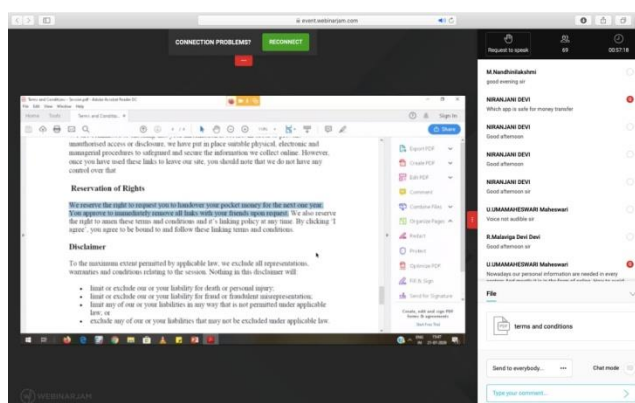 event.webinarjam.com
CONNECTION PROBLEMS?
RECONNECT
Request to speak
69
00:57:18
M.Nandhinilakshmi
good evening sir
NIRANJANI DEVI
Which app is safe for money transfer
NIRANJANI DEVI
Good afternoon
NIRANJANI DEVI
Good afternoon
NIRANJANI DEVI
Good afternoon sir
U.UMAMAHESWARI Maheswari
Voice not audible sir
R.Malaviga Devi Devi
Good afternoon sir
U.UMAMAHESWARI Maheswari
Nowadays our personal information are needed in every
File
terms and conditions
Send to everybody...
Chat mode
Type your comment...
File Edit View Window Help
Home Tools
Sign In
Share
unauthorised access or disclosure, we have put in place suitable physical, electronic and
managerial procedures to safeguard and secure the information we collect online. However,
once you have used these links to leave our site, you should note that we do not have any
control over that
Reservation of Rights
We reserve the right to request you to handover your pocket money for the next one year.
You approve to immediately remove all links with your friends upon request. We also reserve
the right to amen these terms and conditions and it's linking policy at any time. By clicking 'I
agree', you agree to be bound to and follow these linking terms and conditions.
Disclaimer
To the maximum extent permitted by applicable law, we exclude all representations,
warranties and conditions relating to the session. Nothing in this disclaimer will:
limit or exclude our or your liability for death or personal injury;
limit or exclude our or your liability for fraud or fraudulent misrepresentation;
limit any of our or your liabilities in any way that is not permitted under applicable
law; or
exclude any of our or your liabilities that may not be excluded under applicable law.
Export PDF
Create PDF
Edit PDF
Comment
Combine Files
Organize Pages
Redact
Protect
Optimize PDF
Fill & Sign
Send for Signature
Create, edit and sign PDF
forms & agreements
Start Free Trial
WEBINARJAM